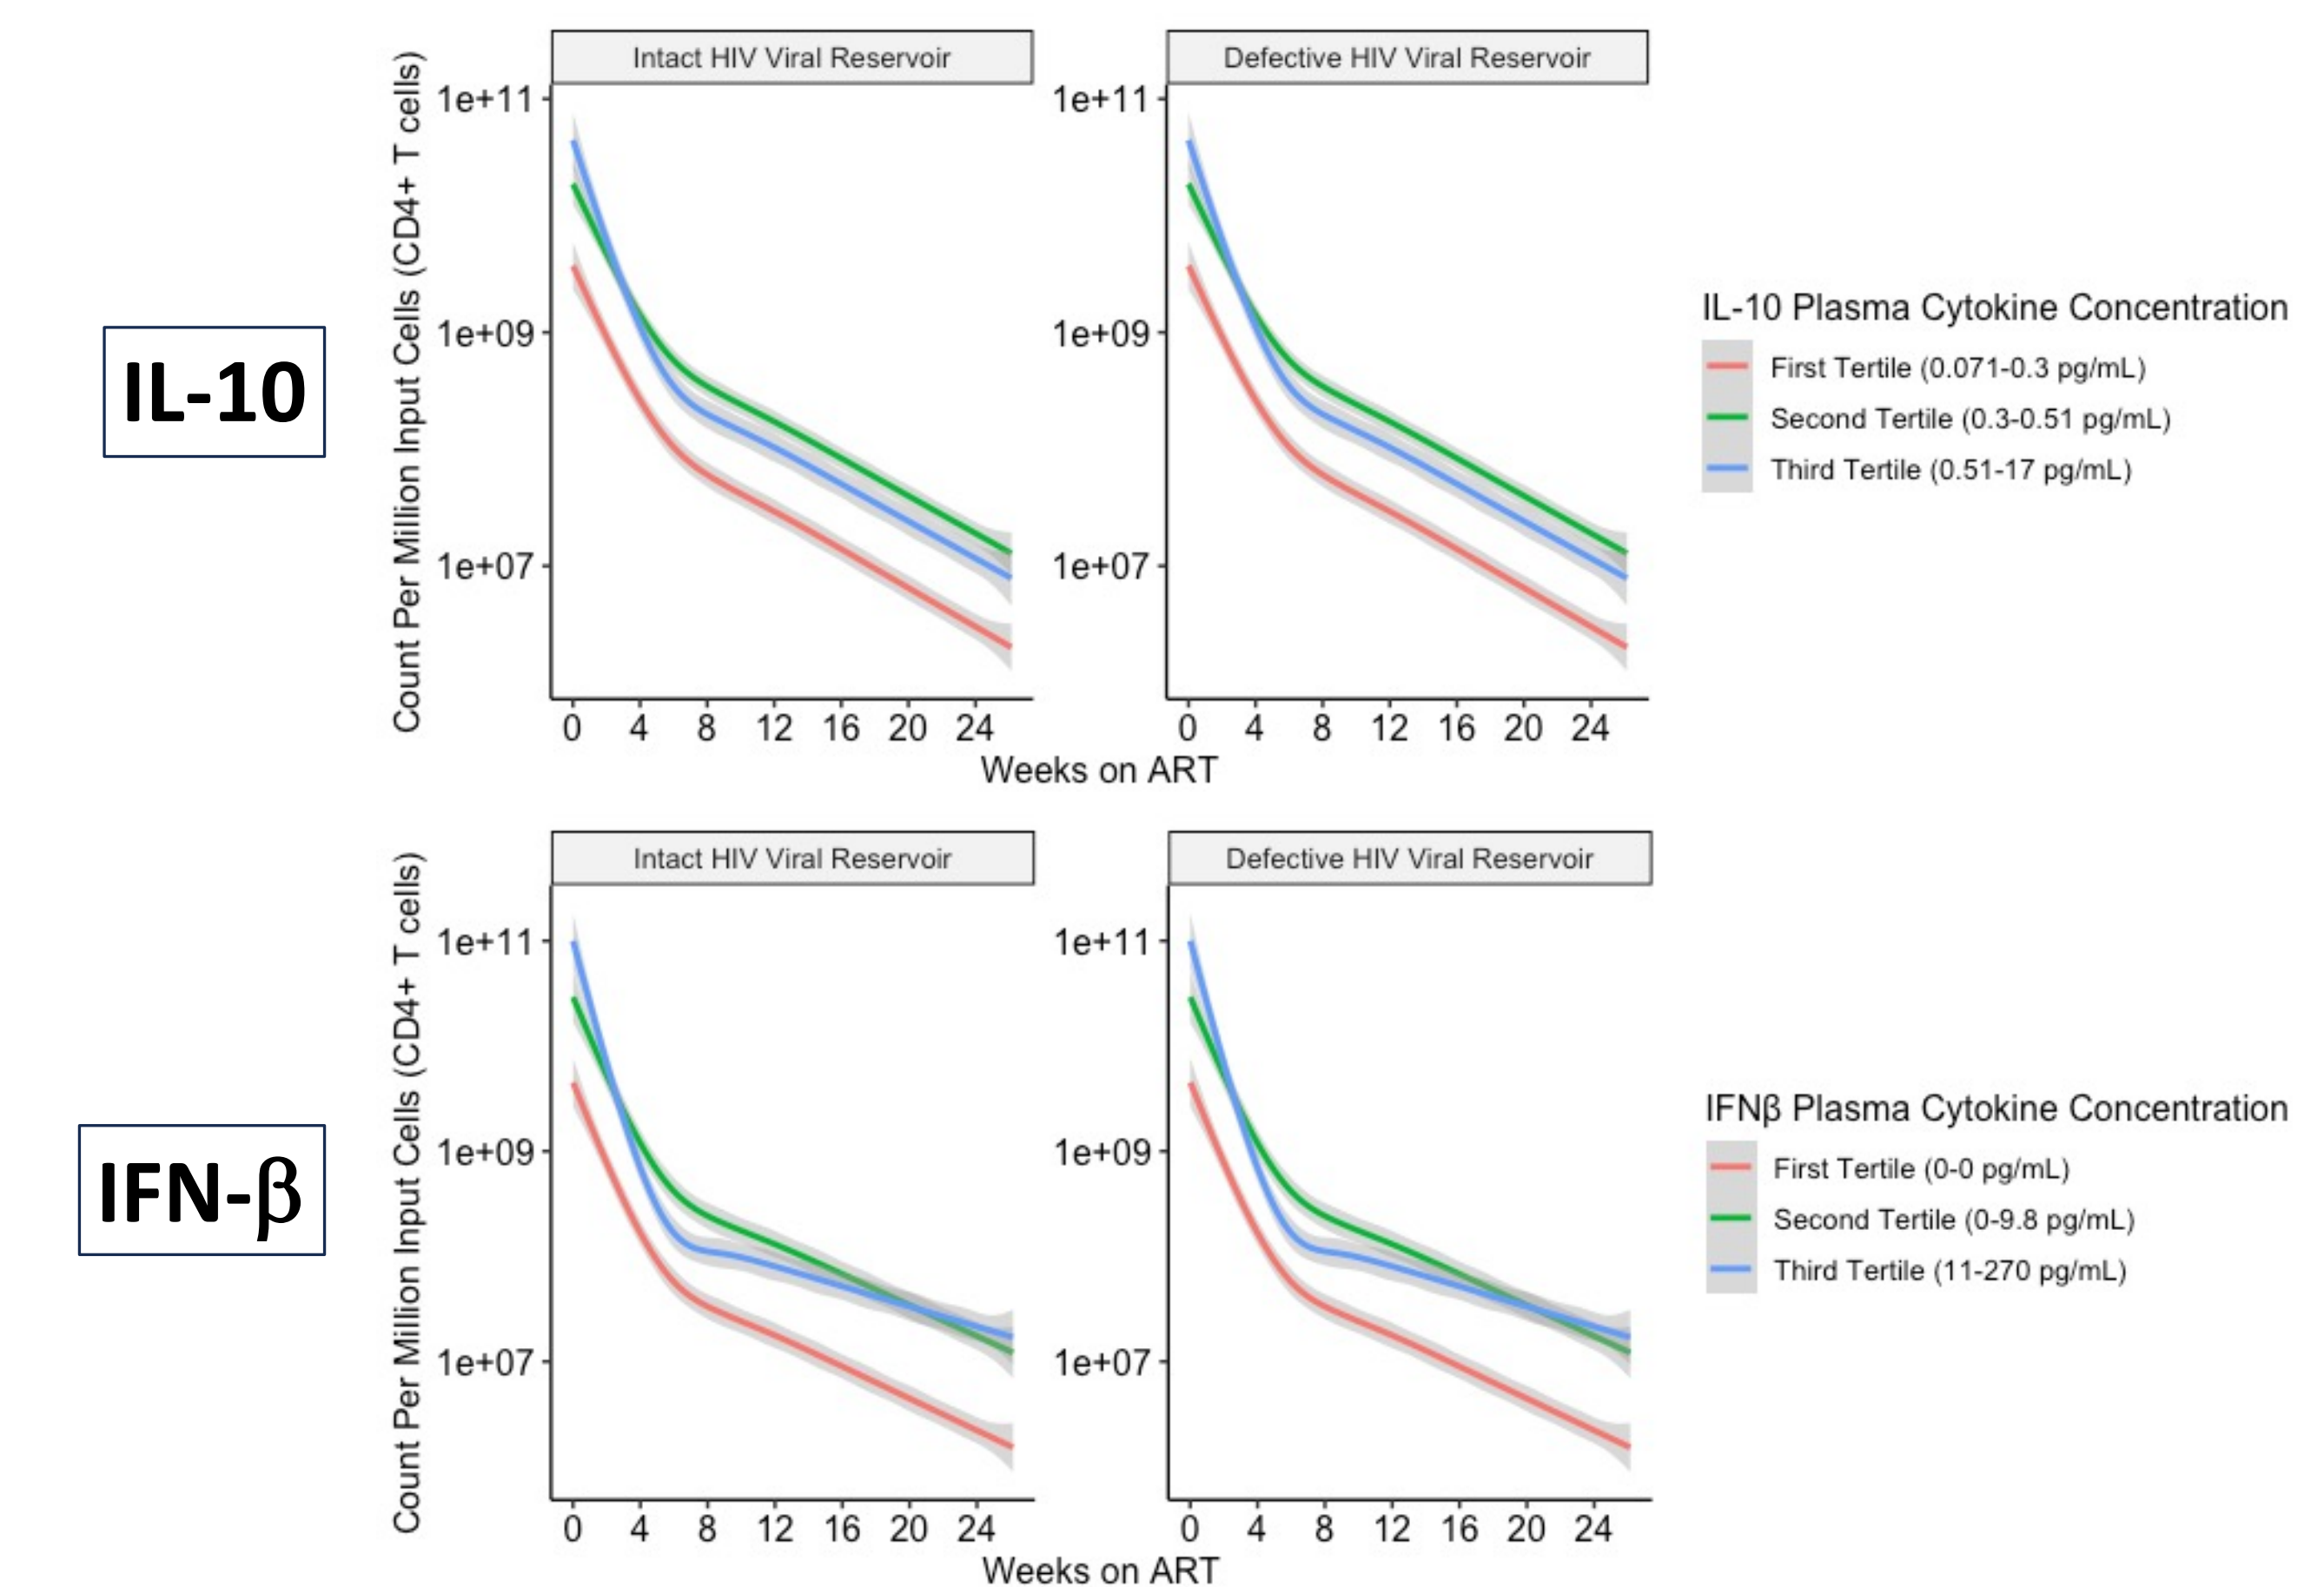 IL-10
Count Per Million Input Cells (CD4+ T cells)
Intact HIV Viral Reservoir
1e+11
1e+09
1e+07
0 4 8 12 16 20 24
Defective HIV Viral Reservoir
1e+11
1e+09
1e+07
0 4 8 12 16 20 24
Weeks on ART
IL-10 Plasma Cytokine Concentration
First Tertile (0.071-0.3 pg/mL)
Second Tertile (0.3-0.51 pg/mL)
Third Tertile (0.51-17 pg/mL)
IFN-β
Count Per Million Input Cells (CD4+ T cells)
Intact HIV Viral Reservoir
1e+11
1e+09
1e+07
0 4 8 12 16 20 24
Defective HIV Viral Reservoir
1e+11
1e+09
1e+07
0 4 8 12 16 20 24
Weeks on ART
IFNβ Plasma Cytokine Concentration
First Tertile (0-0 pg/mL)
Second Tertile (0-9.8 pg/mL)
Third Tertile (11-270 pg/mL)